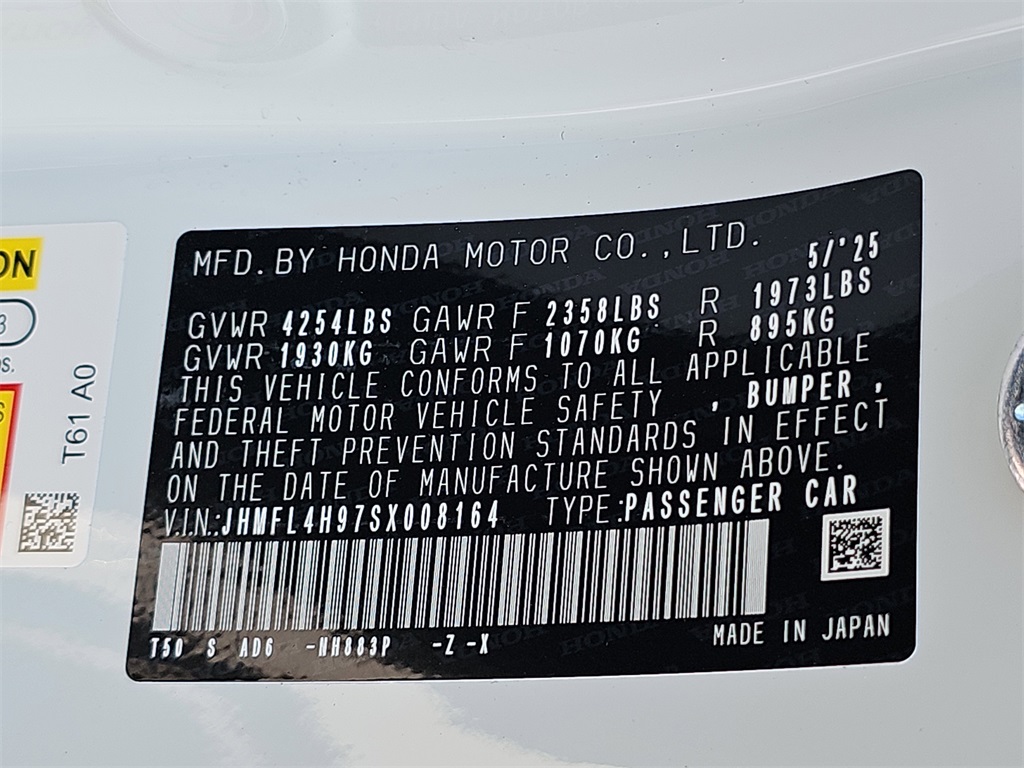 MFD. BY HONDA MOTOR CO., LTD. 5/'25
GVWR 4254LBS GAWR F 2358LBS R 1973LBS
GVWR 1930KG GAWR F 1070KG R 895KG
THIS VEHICLE CONFORMS TO ALL APPLICABLE
FEDERAL MOTOR VEHICLE SAFETY , BUMPER ,
AND THEFT PREVENTION STANDARDS IN EFFECT
ON THE DATE OF MANUFACTURE SHOWN ABOVE.
V.I.N.: JHMFL4H97SX008164 TYPE:PASSENGER CAR
T50 S AD6 -NH883P -Z -X
MADE IN JAPAN
ON
3
S.
S
T61 A0